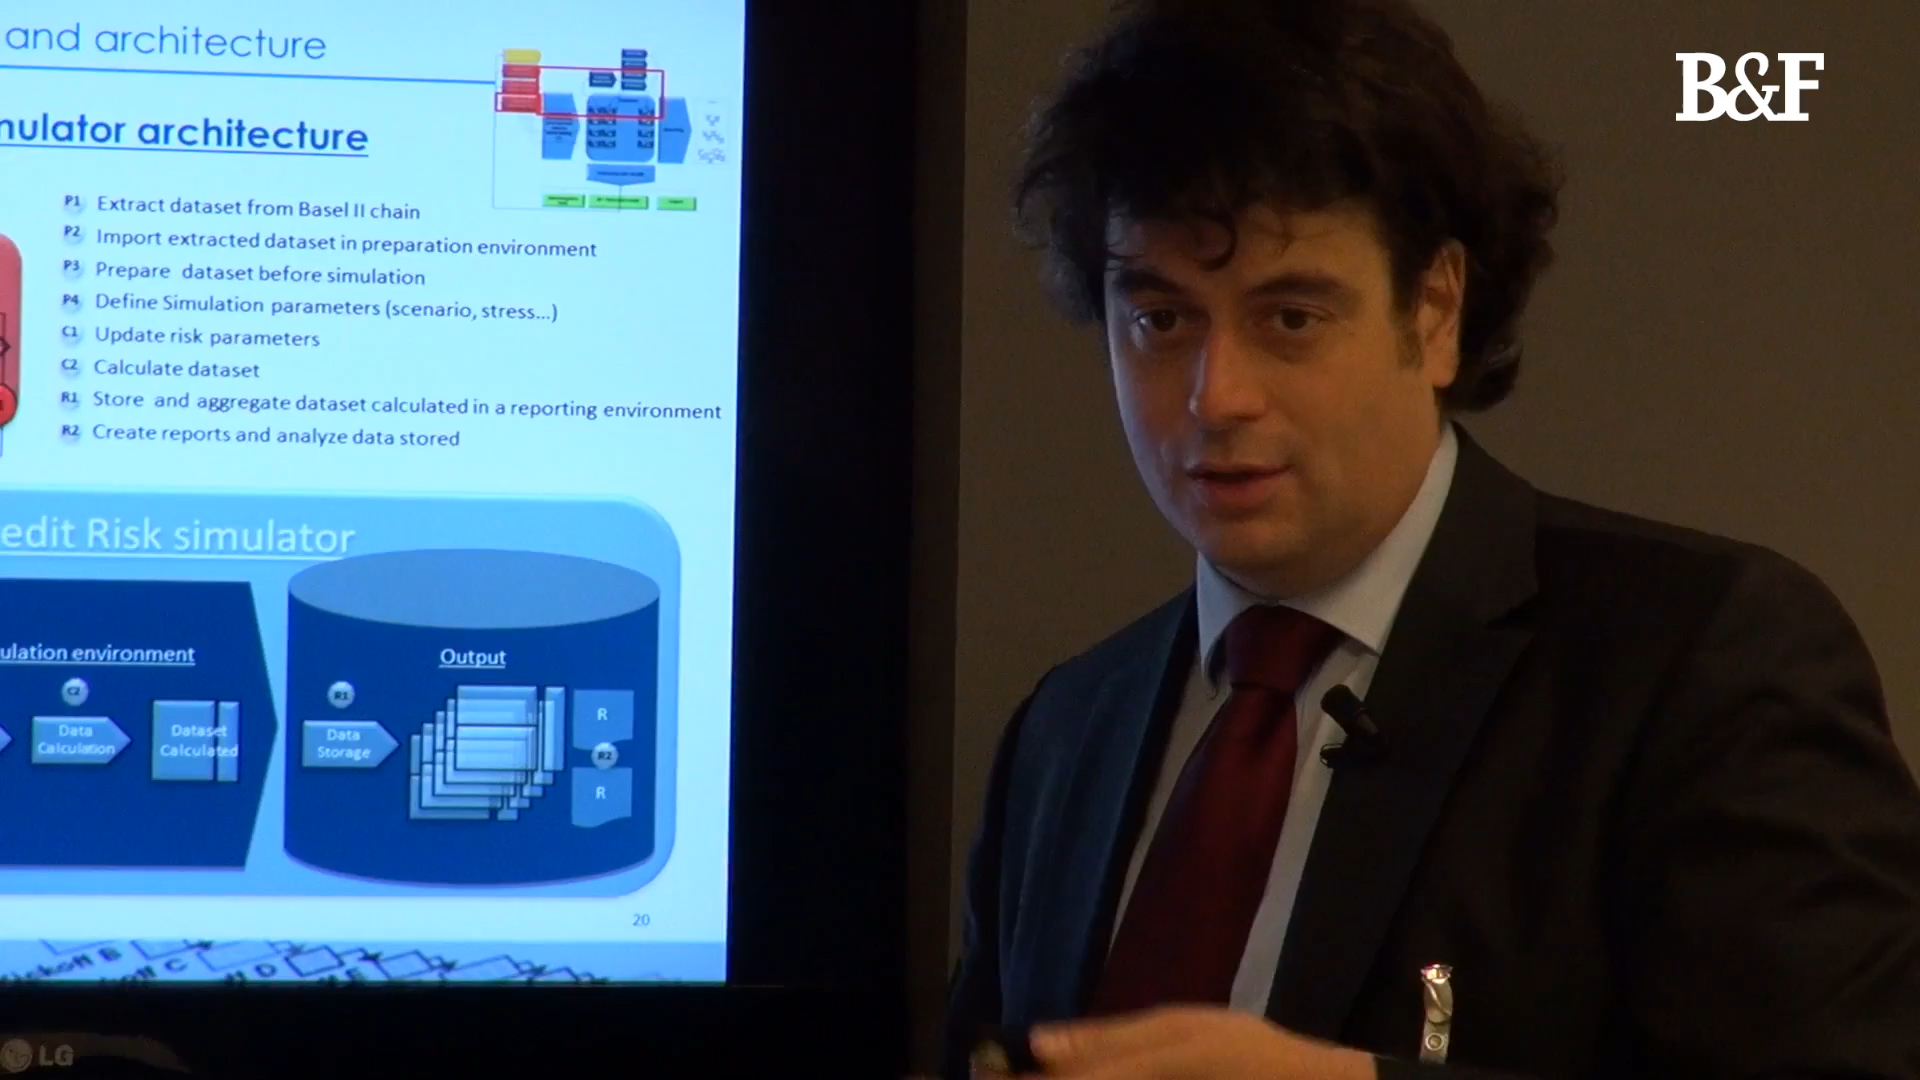 and architecture
mulator architecture
P1 Extract dataset from Basel II chain
P2 Import extracted dataset in preparation environment
P3 Prepare dataset before simulation
P4 Define Simulation parameters (scenario, stress...)
C1 Update risk parameters
C2 Calculate dataset
R1 Store and aggregate dataset calculated in a reporting environment
R2 Create reports and analyze data stored
edit Risk simulator
ulation environment
C2
Data
Calculation
Dataset
Calculated
Output
R1
Data
Storage
R
R2
R
20
kickoff B
off C
LG
B&F